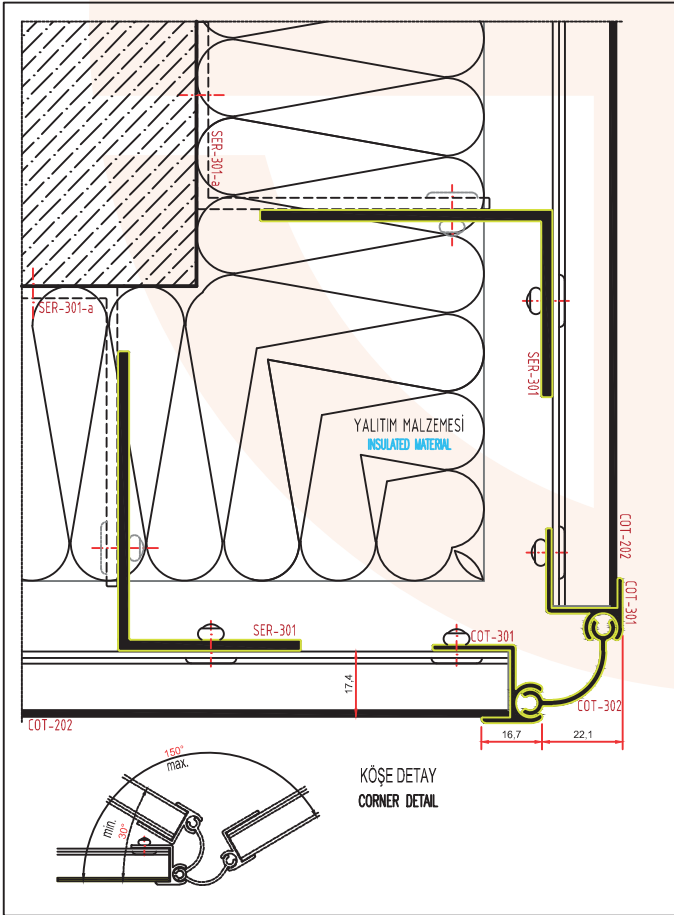 SER-301-a
SER-301-a
SER-301
YALITIM MALZEMESİ
INSULATED MATERIAL
COT-202
COT-301
SER-301
COT-301
17,4
COT-302
COT-202
16,7
22,1
150°
max.
min.
30°
KÖŞE DETAY
CORNER DETAIL